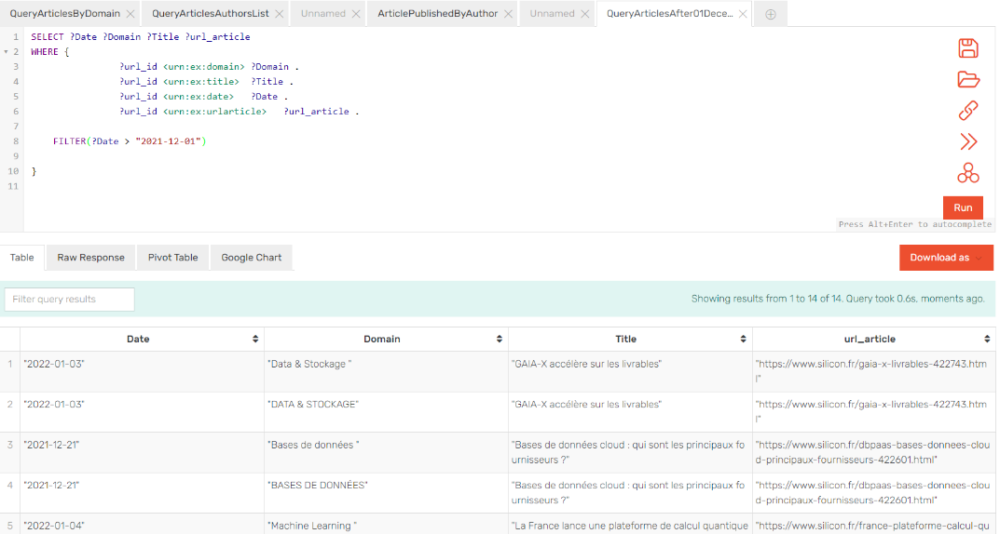 QueryArticlesByDomain
QueryArticlesAuthorsList
Unnamed
ArticlePublishedByAuthor
Unnamed
QueryArticlesAfter01Dece...
1 SELECT ?Date ?Domain ?Title ?url_article
2 WHERE {
3 ?url_id <urn:ex:domain> ?Domain .
4 ?url_id <urn:ex:title> ?Title .
5 ?url_id <urn:ex:date> ?Date .
6 ?url_id <urn:ex:urlarticle> ?url_article .
7
8 FILTER(?Date > "2021-12-01")
9
10 }
11
Run
Press Alt+Enter to autocomplete
Table Raw Response Pivot Table Google Chart
Download as
Filter query results
Showing results from 1 to 14 of 14. Query took 0.6s. moments ago.
Date Domain Title url_article
1 "2022-01-03" "Data & Stockage " "GAIA-X accélère sur les livrables" "https://www.silicon.fr/gaia-x-livrables-422743.htm
l"
2 "2022-01-03" "DATA & STOCKAGE" "GAIA-X accélère sur les livrables" "https://www.silicon.fr/gaia-x-livrables-422743.htm
l"
3 "2021-12-21" "Bases de données " "Bases de données cloud : qui sont les principaux fo "https://www.silicon.fr/dbpaas-bases-donnees-clou
urnisseurs ?" d-principaux-fournisseurs-422601.html"
4 "2021-12-21" "BASES DE DONNÉES" "Bases de données cloud : qui sont les principaux fo "https://www.silicon.fr/dbpaas-bases-donnees-clou
urnisseurs ?" d-principaux-fournisseurs-422601.html"
5 "2022-01-04" "Machine Learning " "La France lance une plateforme de calcul quantique "https://www.silicon.fr/france-plateforme-calcul-qu